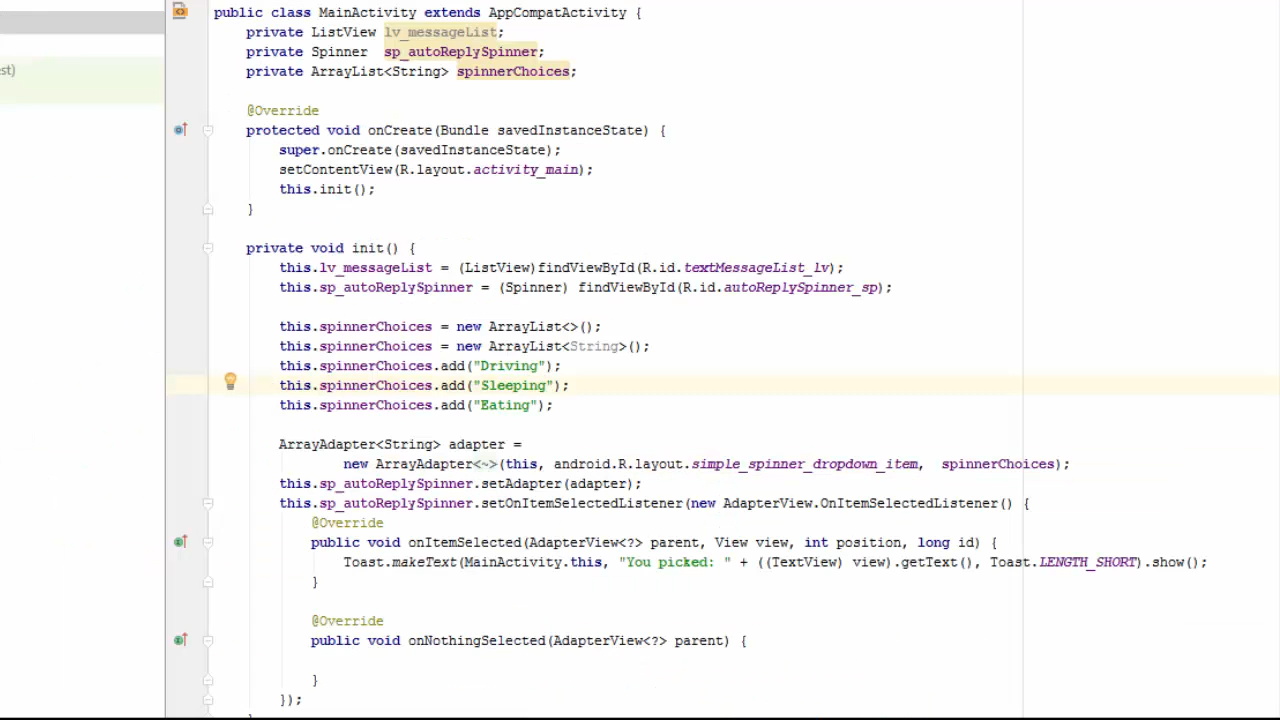 public class MainActivity extends AppCompatActivity {
private ListView lv_messageList;
private Spinner  sp_autoReplySpinner;
private ArrayList<String> spinnerChoices;
est)
@Override
protected void onCreate(Bundle savedInstanceState) {
super.onCreate(savedInstanceState);
setContentView(R.layout.activity_main);
this.init();
}
private void init() {
this.lv_messageList = (ListView)findViewById(R.id.textMessageList_lv);
this.sp_autoReplySpinner = (Spinner) findViewById(R.id.autoReplySpinner_sp);
this.spinnerChoices = new ArrayList<>();
this.spinnerChoices = new ArrayList<String>();
this.spinnerChoices.add("Driving");
this.spinnerChoices.add("Sleeping");
this.spinnerChoices.add("Eating");
ArrayAdapter<String> adapter =
new ArrayAdapter<~>(this, android.R.layout.simple_spinner_dropdown_item,  spinnerChoices);
this.sp_autoReplySpinner.setAdapter(adapter);
this.sp_autoReplySpinner.setOnItemSelectedListener(new AdapterView.OnItemSelectedListener() {
@Override
public void onItemSelected(AdapterView<?> parent, View view, int position, long id) {
Toast.makeText(MainActivity.this, "You picked: " + ((TextView) view).getText(), Toast.LENGTH_SHORT).show();
}
@Override
public void onNothingSelected(AdapterView<?> parent) {
}
});